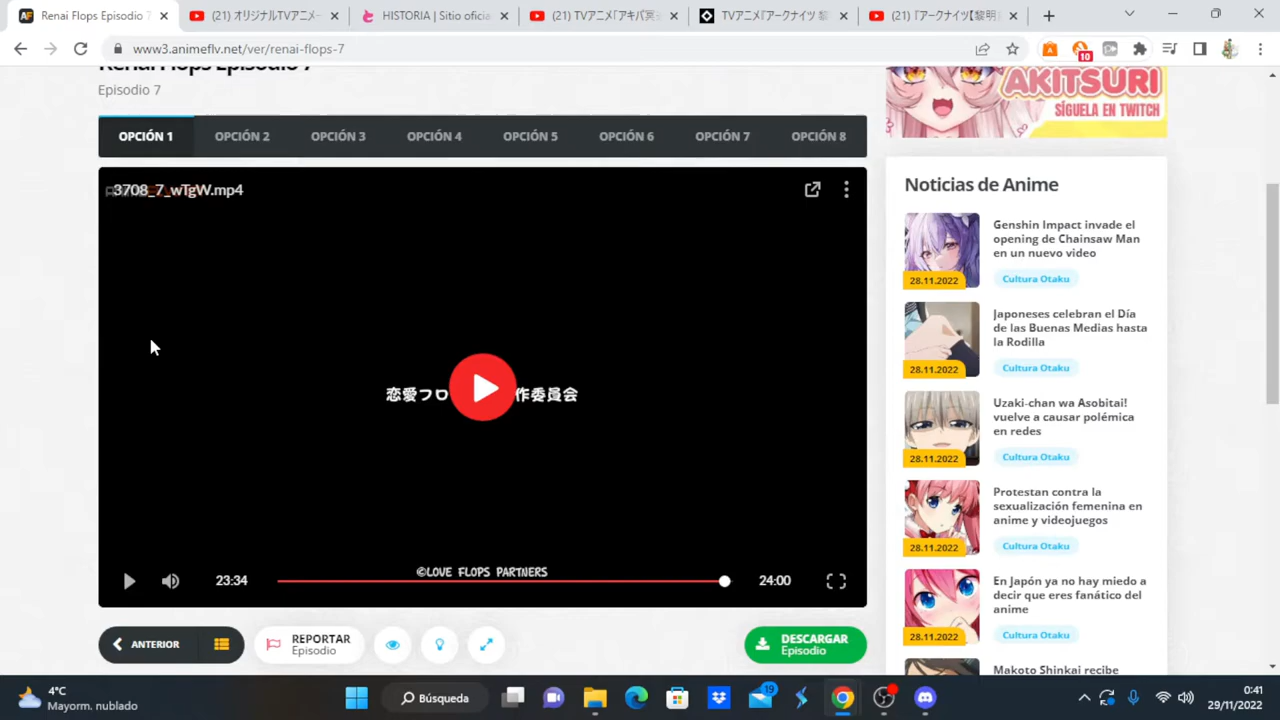 Renai Flops Episodio 7
(21) オリジナルTVアニメ
HISTORIA | Sitio oficia
(21) TVアニメ『アキバ冥
TVアニメ『アークナイツ 黎
(21) 『アークナイツ【黎明
www3.animeflv.net/ver/renai-flops-7
10
Renai Flops Episodio 7
Episodio 7
OPCIÓN 1
OPCIÓN 2
OPCIÓN 3
OPCIÓN 4
OPCIÓN 5
OPCIÓN 6
OPCIÓN 7
OPCIÓN 8
3708_7_wTgW.mp4
恋愛フロ
作委員会
©LOVE FLOPS PARTNERS
23:34
24:00
ANTERIOR
REPORTAR
Episodio
DESCARGAR
Episodio
AKITSURI
SÍGUELA EN TWITCH
Noticias de Anime
Genshin Impact invade el
opening de Chainsaw Man
en un nuevo video
Cultura Otaku
28.11.2022
Japoneses celebran el Día
de las Buenas Medias hasta
la Rodilla
Cultura Otaku
28.11.2022
Uzaki-chan wa Asobitai!
vuelve a causar polémica
en redes
Cultura Otaku
28.11.2022
Protestan contra la
sexualización femenina en
anime y videojuegos
Cultura Otaku
28.11.2022
En Japón ya no hay miedo a
decir que eres fanático del
anime
Cultura Otaku
28.11.2022
Makoto Shinkai recibe
4°C
Mayorm. nublado
Búsqueda
19
0:41
29/11/2022